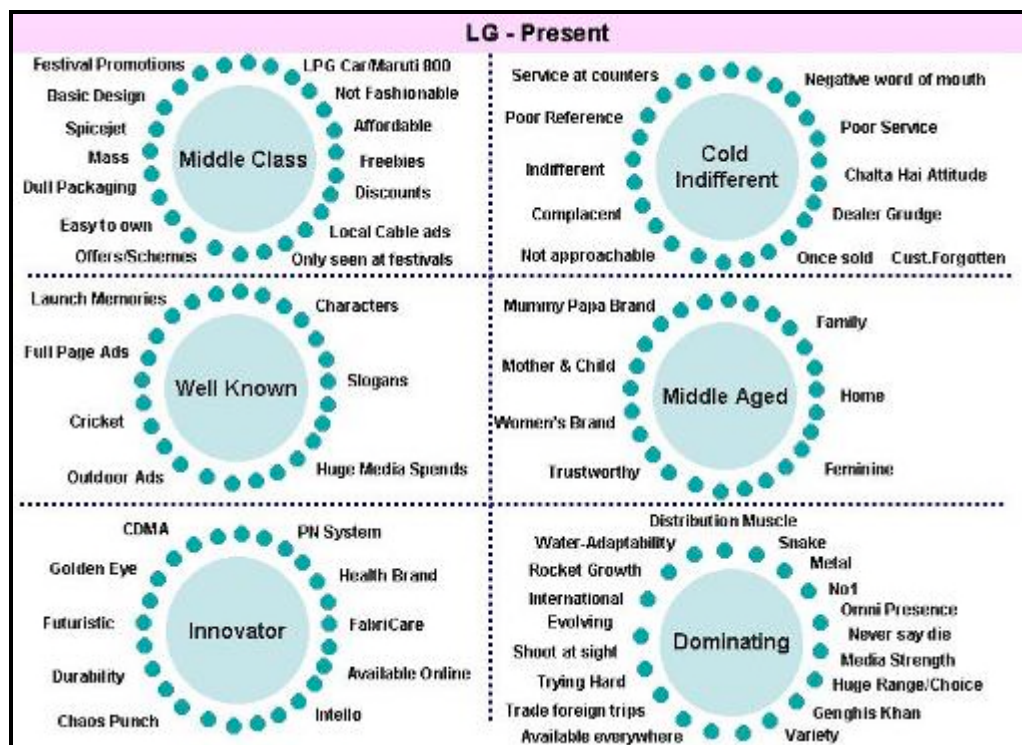 LG - Present
Festival Promotions
LPG Car/Maruti 800
Basic Design
Not Fashionable
Spicejet
Affordable
Mass
Freebies
Dull Packaging
Discounts
Easy to own
Local Cable ads
Offers/Schemes
Only seen at festivals
Middle Class
Service at counters
Negative word of mouth
Poor Reference
Poor Service
Indifferent
Chalta Hai Attitude
Complacent
Dealer Grudge
Not approachable
Once sold Cust.Forgotten
Cold
Indifferent
Launch Memories
Characters
Full Page Ads
Slogans
Cricket
Outdoor Ads
Huge Media Spends
Well Known
Mummy Papa Brand
Family
Mother & Child
Home
Women's Brand
Trustworthy
Feminine
Middle Aged
CDMA
PN System
Golden Eye
Health Brand
Futuristic
FabriCare
Durability
Available Online
Chaos Punch
Intello
Innovator
Distribution Muscle
Water-Adaptability
Snake
Rocket Growth
Metal
International
No1
Evolving
Omni Presence
Shoot at sight
Never say die
Trying Hard
Media Strength
Trade foreign trips
Huge Range/Choice
Available everywhere
Genghis Khan
Variety
Dominating